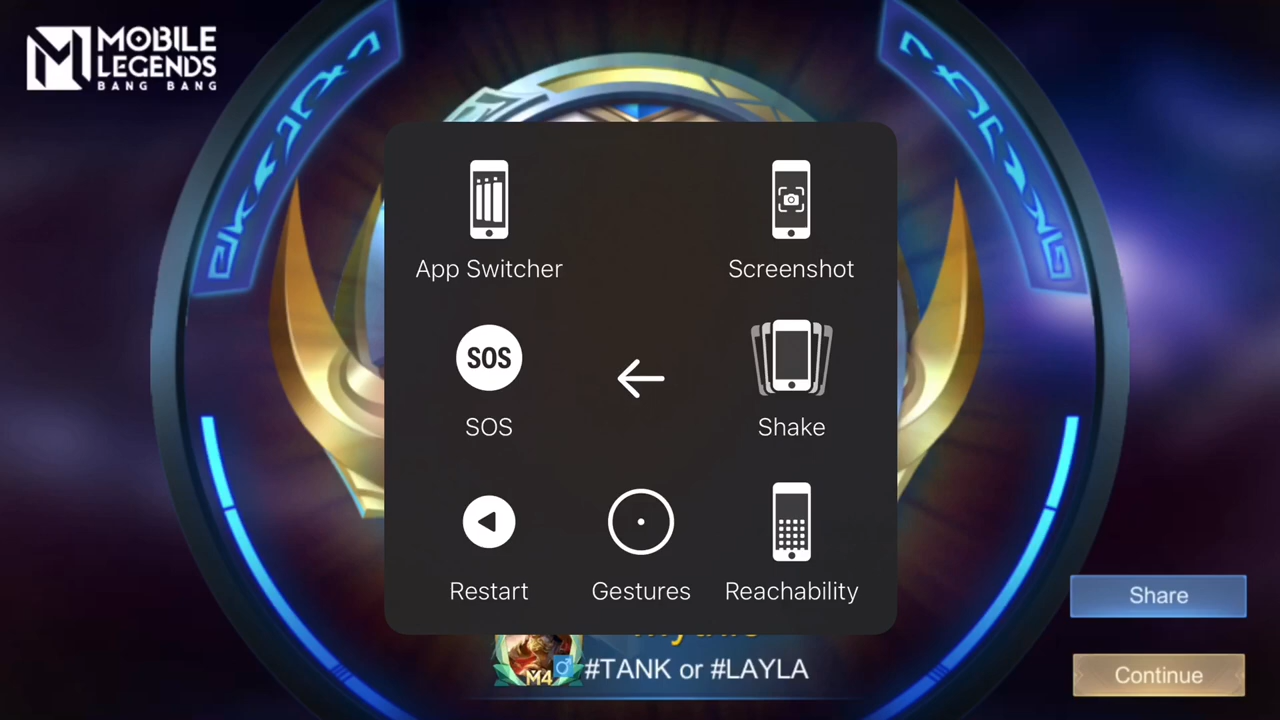 MOBILE
LEGENDS
BANG BANG
App Switcher
Screenshot
SOS
SOS
Shake
Restart
Gestures
Reachability
Mythic
M4
#TANK or #LAYLA
Share
Continue